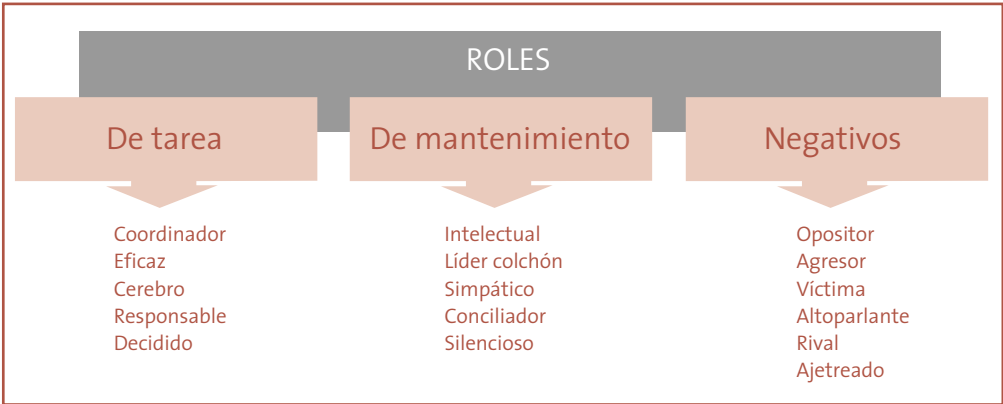 ROLES
De tarea
Coordinador
Eficaz
Cerebro
Responsable
Decidido
De mantenimiento
Intelectual
Líder colchón
Simpático
Conciliador
Silencioso
Negativos
Opositor
Agresor
Víctima
Altoparlante
Rival
Ajetreado